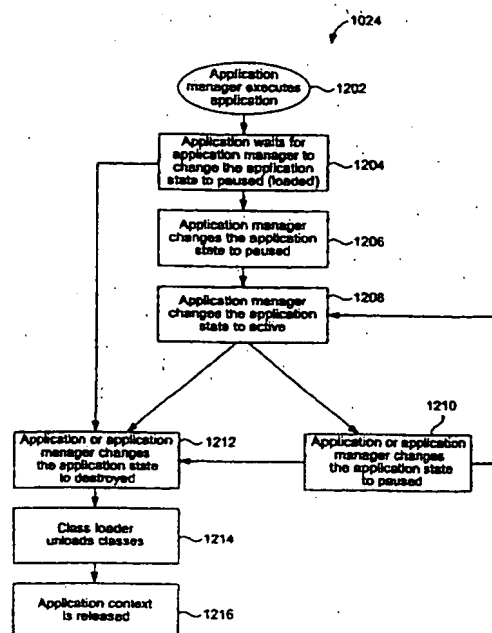 1024
Application
manager executes
application
1202
Application waits for
application manager to
change the application
state to paused (loaded)
1204
Application manager
changes the application
state to paused
1206
Application manager
changes the application
state to active
1208
1210
Application or application
manager changes
the application state
to destroyed
1212
Application or application
manager changes
the application state
to paused
Class loader
unloads classes
1214
Application context
is released
1216